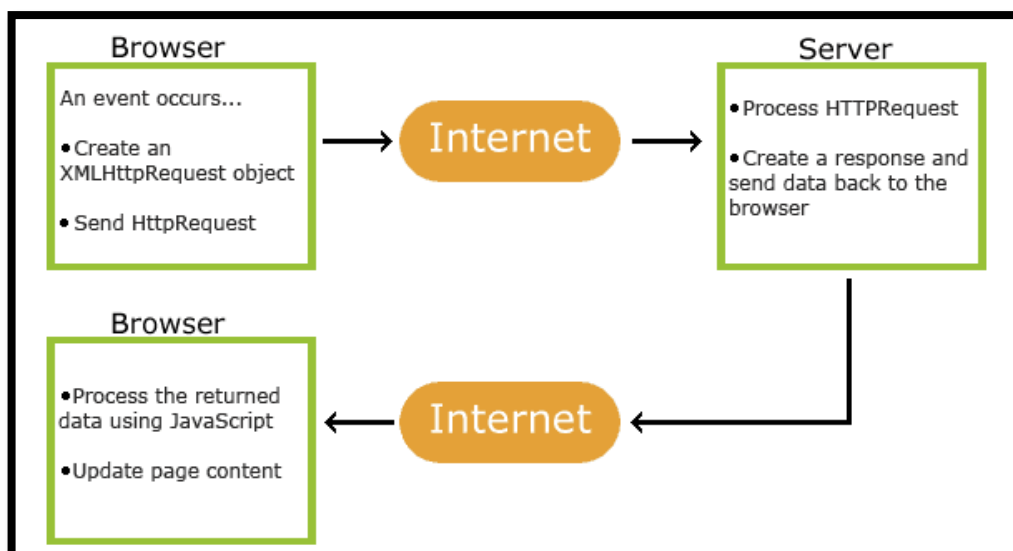 Browser
An event occurs...
•Create an
XMLHttpRequest object
• Send HttpRequest
Internet
Server
•Process HTTPRequest
•Create a response and
send data back to the
browser
Browser
•Process the returned
data using JavaScript
•Update page content
Internet